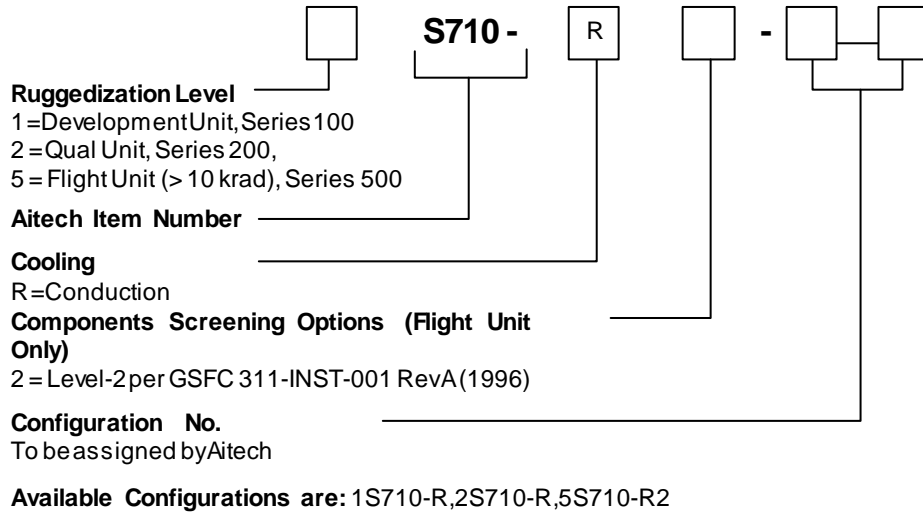 S710 - R -
Ruggedization Level
1=Development Unit, Series 100
2 = Qual Unit, Series 200,
5 = Flight Unit (> 10 krad), Series 500
Aitech Item Number
Cooling
R=Conduction
Components Screening Options (Flight Unit
Only)
2 = Level-2 per GSFC 311-INST-001 RevA (1996)
Configuration No.
To be assigned by Aitech
Available Configurations are: 1S710-R,2S710-R,5S710-R2